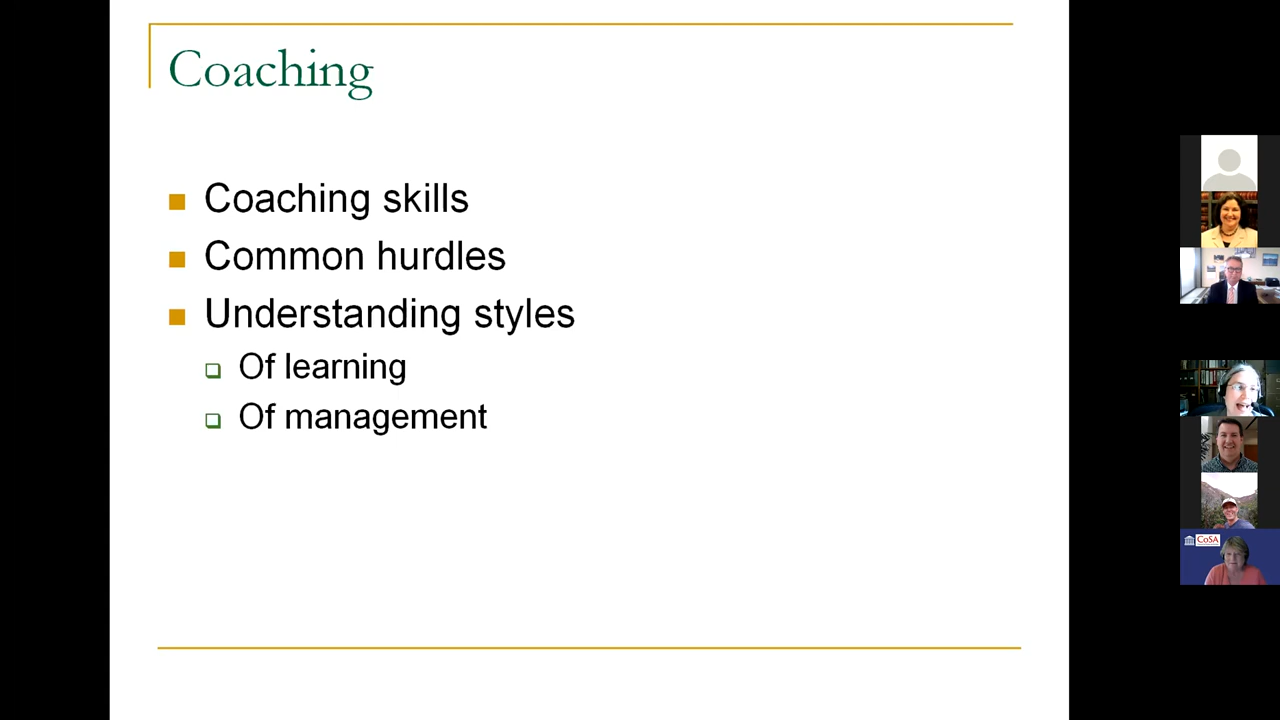 Coaching
Coaching skills
Common hurdles
Understanding styles
Of learning
Of management
CoSA